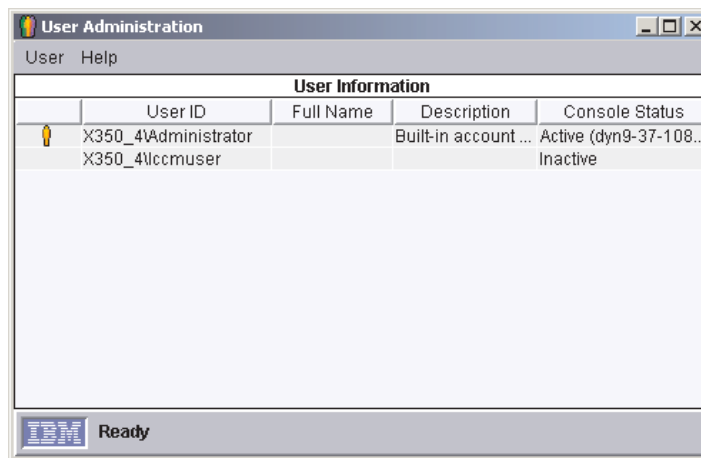 User Administration
User Help
User Information
User ID Full Name Description Console Status
X350_4\Administrator Built-in account ... Active (dyn9-37-108..
X350_4\lccmuser Inactive
IBM Ready